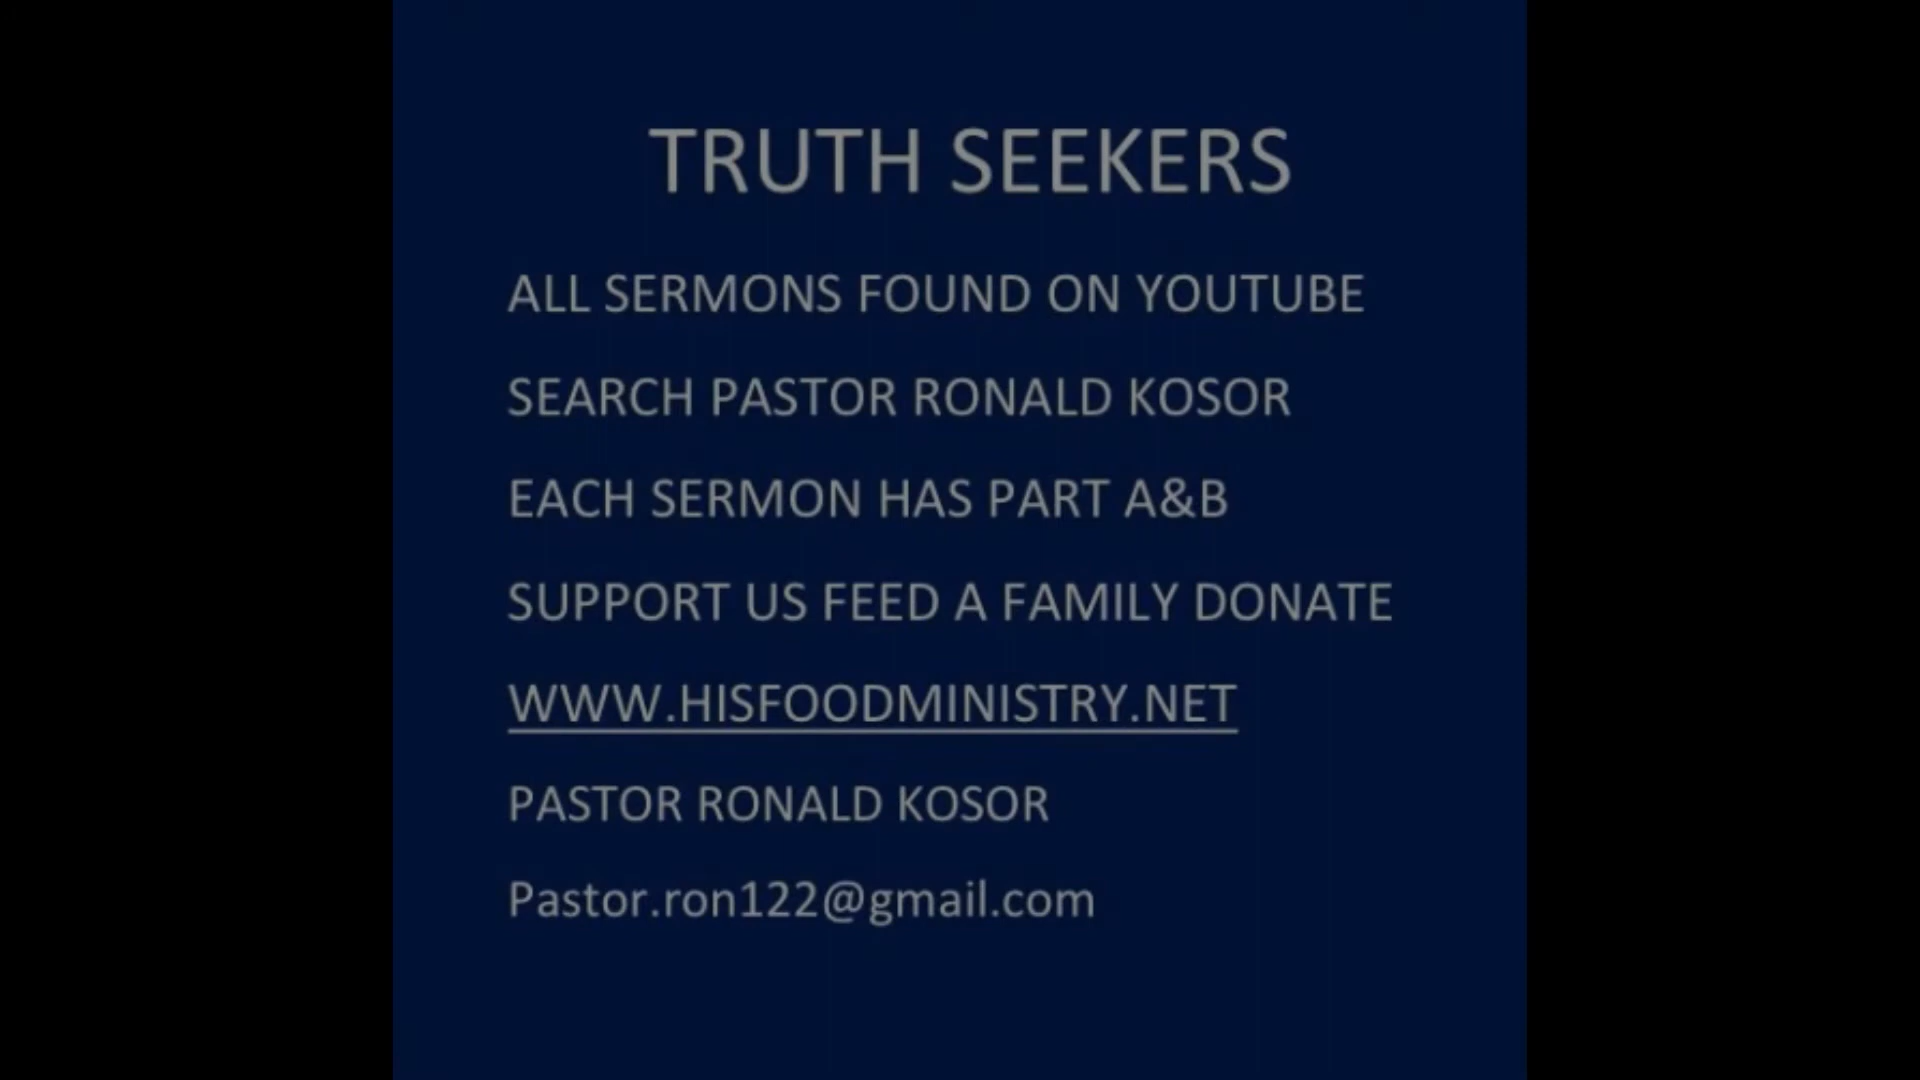 TRUTH SEEKERS
ALL SERMONS FOUND ON YOUTUBE
SEARCH PASTOR RONALD KOSOR
EACH SERMON HAS PART A&B
SUPPORT US FEED A FAMILY DONATE
WWW.HISFOODMINISTRY.NET
PASTOR RONALD KOSOR
Pastor.ron122@gmail.com